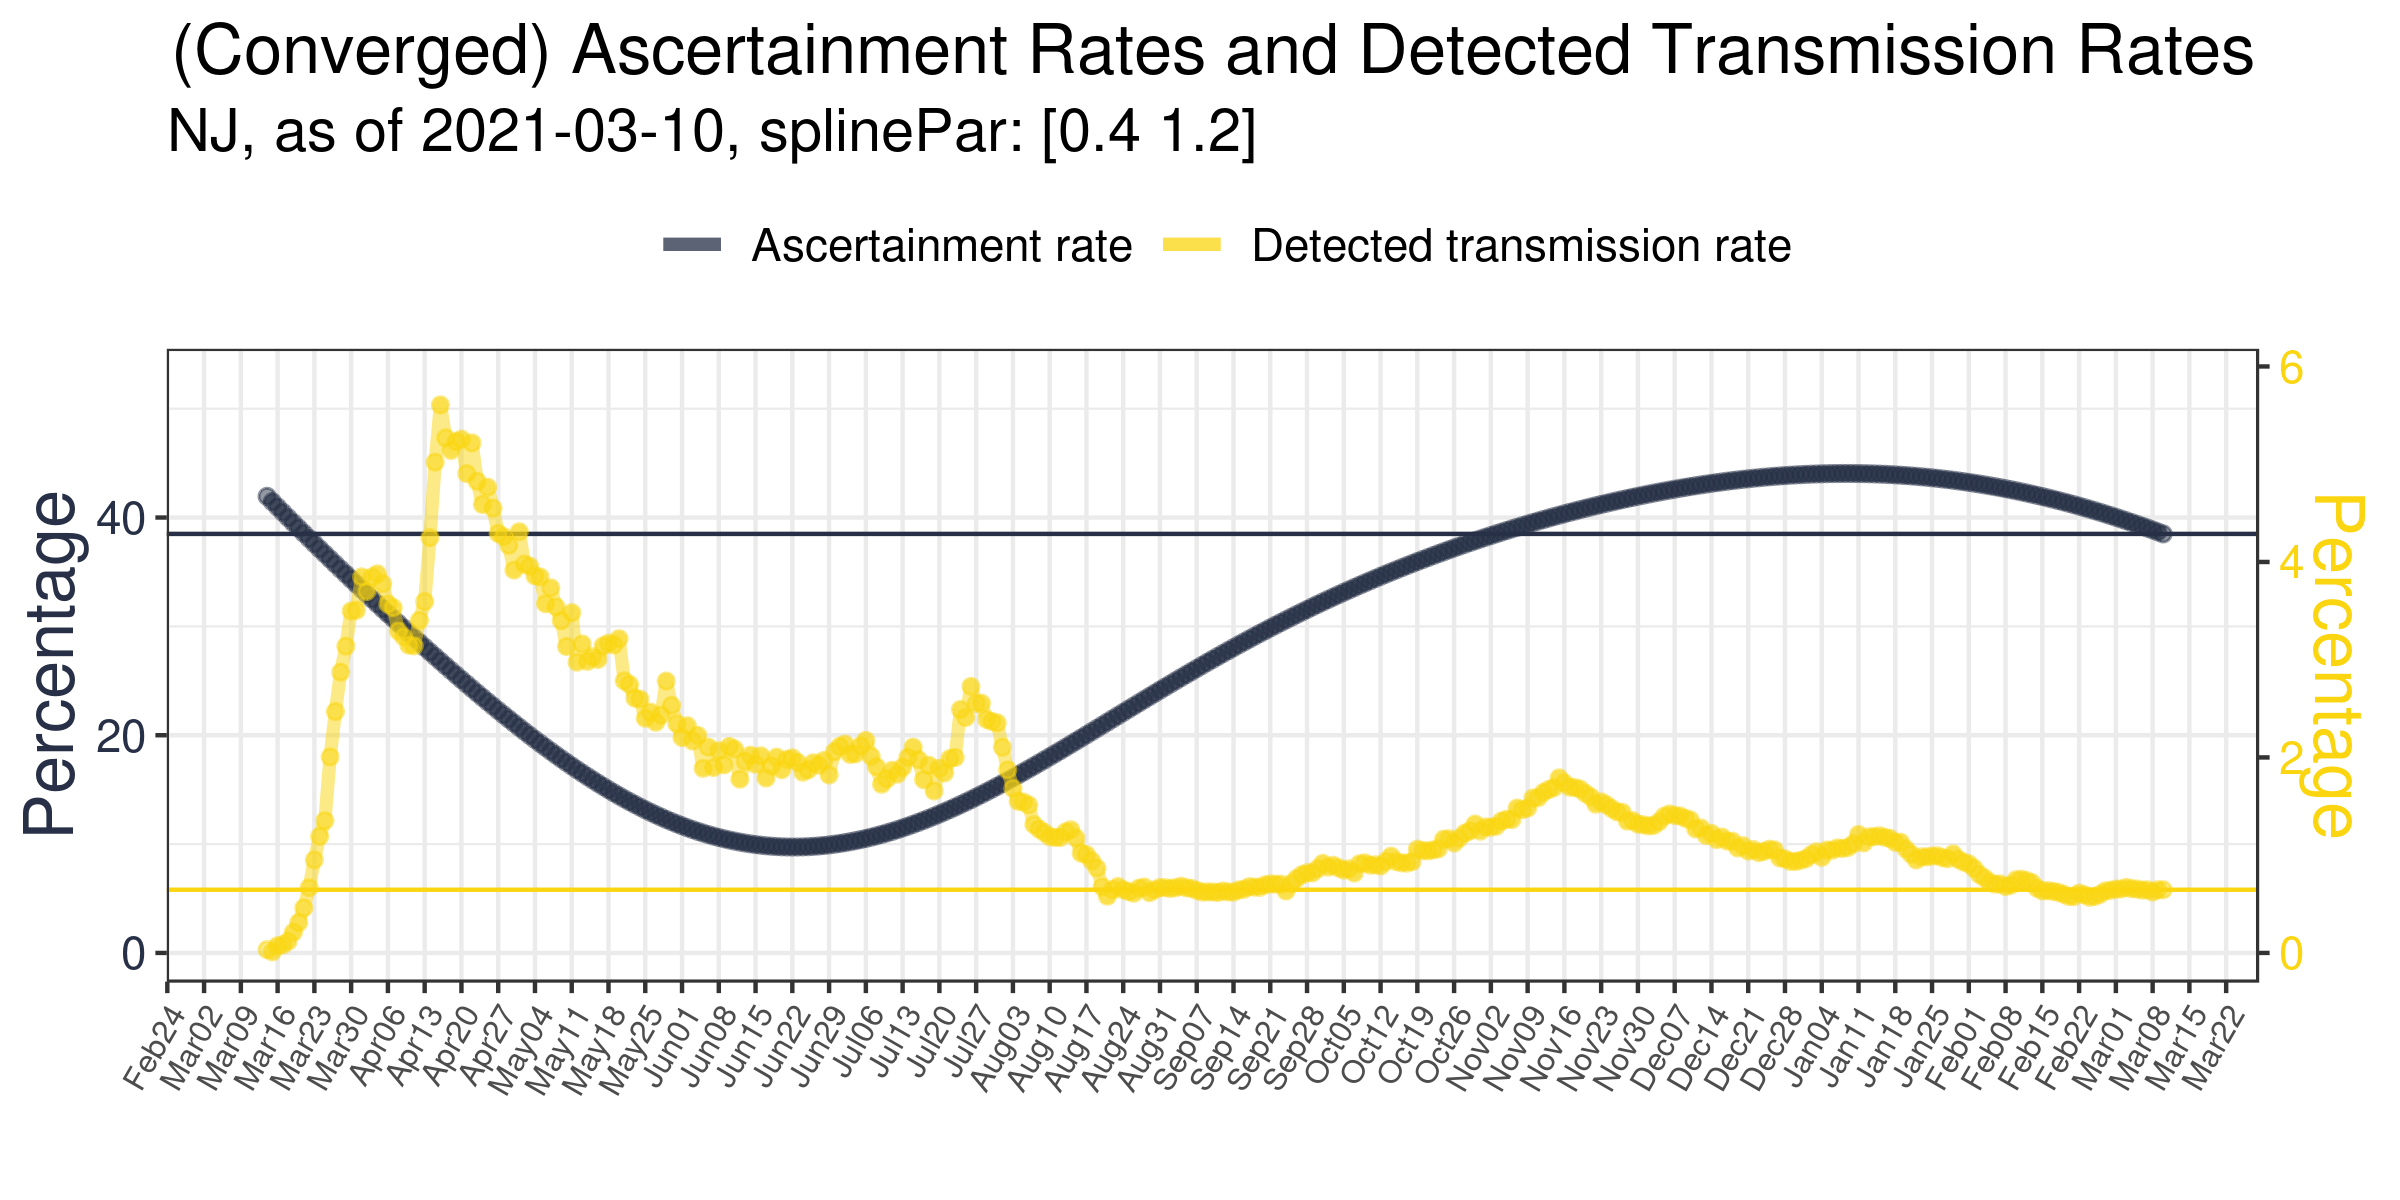 (Converged) Ascertainment Rates and Detected Transmission Rates
NJ, as of 2021-03-10, splinePar: [0.4 1.2]
Ascertainment rate Detected transmission rate
Percentage
40
20
0
6
4
2
0
Percentage
Feb24 Mar02 Mar09 Mar16 Mar23 Mar30 Apr06 Apr13 Apr20 Apr27 May04 May11 May18 May25 Jun01 Jun08 Jun15 Jun22 Jun29 Jul06 Jul13 Jul20 Jul27 Aug03 Aug10 Aug17 Aug24 Aug31 Sep07 Sep14 Sep21 Sep28 Oct05 Oct12 Oct19 Oct26 Nov02 Nov09 Nov16 Nov23 Nov30 Dec07 Dec14 Dec21 Dec28 Jan04 Jan11 Jan18 Jan25 Feb01 Feb08 Feb15 Feb22 Mar01 Mar08 Mar15 Mar22